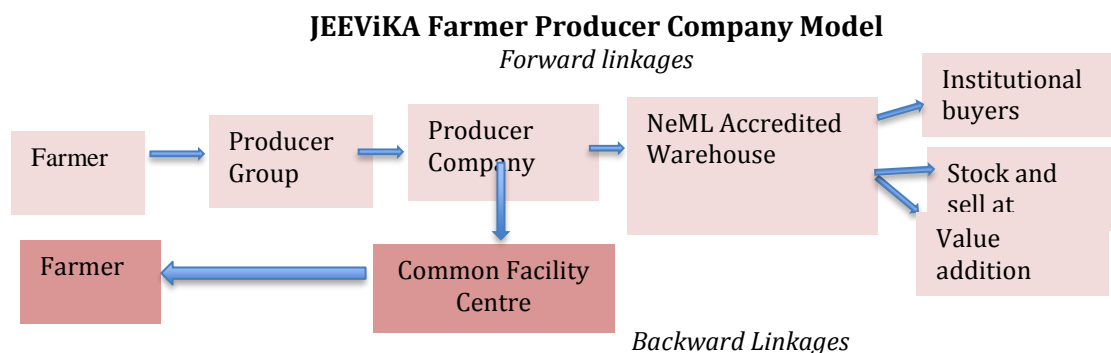 JEEViKA Farmer Producer Company Model
Forward linkages
Farmer
Producer
Group
Producer
Company
NeML Accredited
Warehouse
Institutional
buyers
Stock and
sell at
Value
addition
Farmer
Common Facility
Centre
Backward Linkages